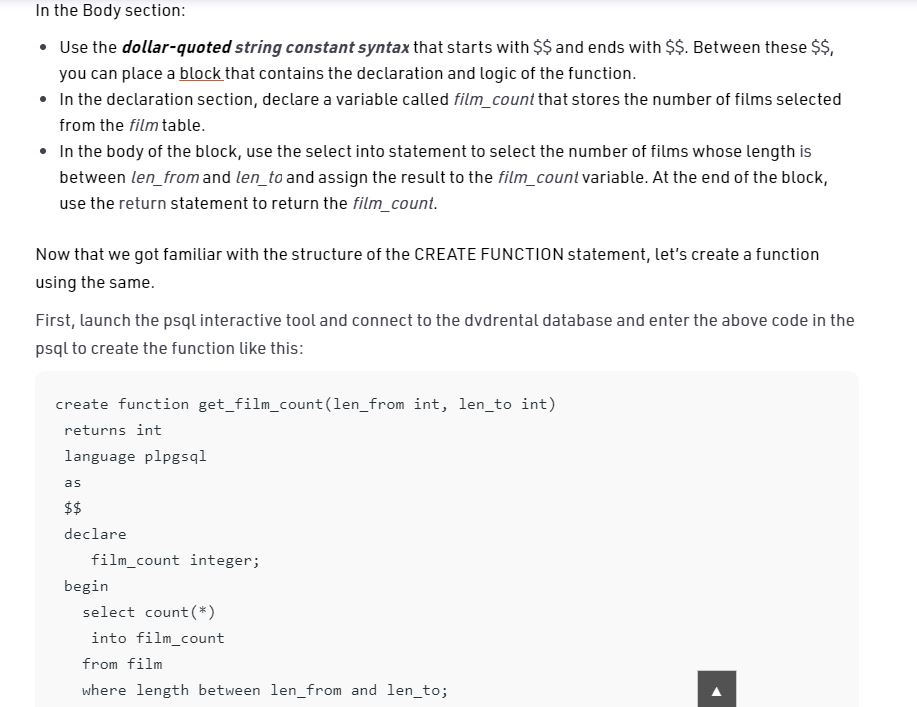 In the Body section:
• Use the dollar-quoted string constant syntax that starts with $$ and ends with $$. Between these $$,
you can place a block that contains the declaration and logic of the function.
• In the declaration section, declare a variable called film_count that stores the number of films selected
from the film table.
• In the body of the block, use the select into statement to select the number of films whose length is
between len_from and len_to and assign the result to the film_count variable. At the end of the block,
use the return statement to return the film_count.
Now that we got familiar with the structure of the CREATE FUNCTION statement, let's create a function
using the same.
First, launch the psql interactive tool and connect to the dvdrental database and enter the above code in the
psql to create the function like this:
create function get_film_count(len_from int, len_to int)
returns int
language plpgsql
as
$$
declare
film_count integer;
begin
select count(*)
into film_count
from film
where length between len_from and len_to;